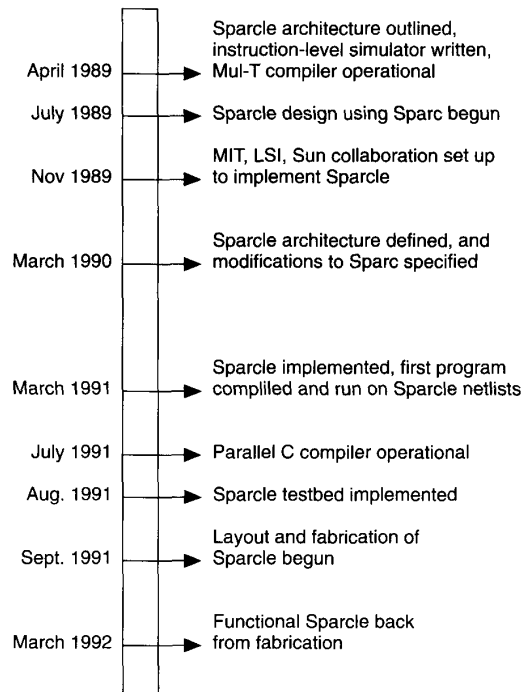 Sparcle architecture outlined,
instruction-level simulator written,
April 1989 Mul-T compiler operational
July 1989 Sparcle design using Sparc begun
MIT, LSI, Sun collaboration set up
Nov 1989 to implement Sparcle
Sparcle architecture defined, and
March 1990 modifications to Sparc specified
Sparcle implemented, first program
March 1991 compliled and run on Sparcle netlists
July 1991 Parallel C compiler operational
Aug. 1991 Sparcle testbed implemented
Layout and fabrication of
Sept. 1991 Sparcle begun
Functional Sparcle back
March 1992 from fabrication